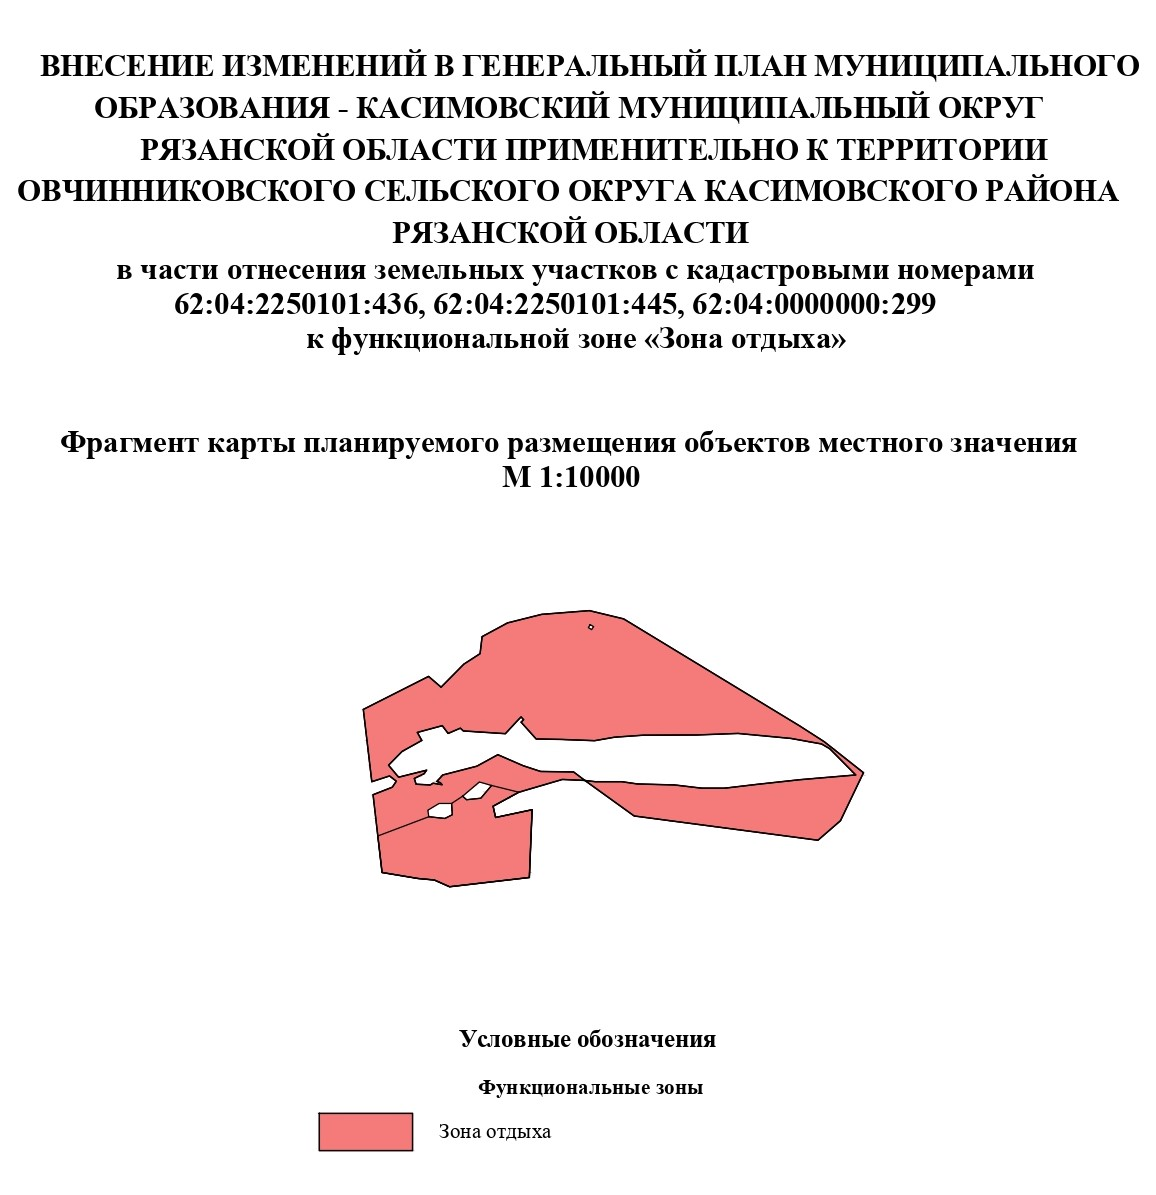 ВНЕСЕНИЕ ИЗМЕНЕНИЙ В ГЕНЕРАЛЬНЫЙ ПЛАН МУНИЦИПАЛЬНОГО
ОБРАЗОВАНИЯ - КАСИМОВСКИЙ МУНИЦИПАЛЬНЫЙ ОКРУГ
РЯЗАНСКОЙ ОБЛАСТИ ПРИМЕНИТЕЛЬНО К ТЕРРИТОРИИ
ОВЧИННИКОВСКОГО СЕЛЬСКОГО ОКРУГА КАСИМОВСКОГО РАЙОНА
РЯЗАНСКОЙ ОБЛАСТИ
в части отнесения земельных участков с кадастровыми номерами
62:04:2250101:436, 62:04:2250101:445, 62:04:0000000:299
к функциональной зоне «Зона отдыха»
Фрагмент карты планируемого размещения объектов местного значения
М 1:10000
Условные обозначения
Функциональные зоны
Зона отдыха